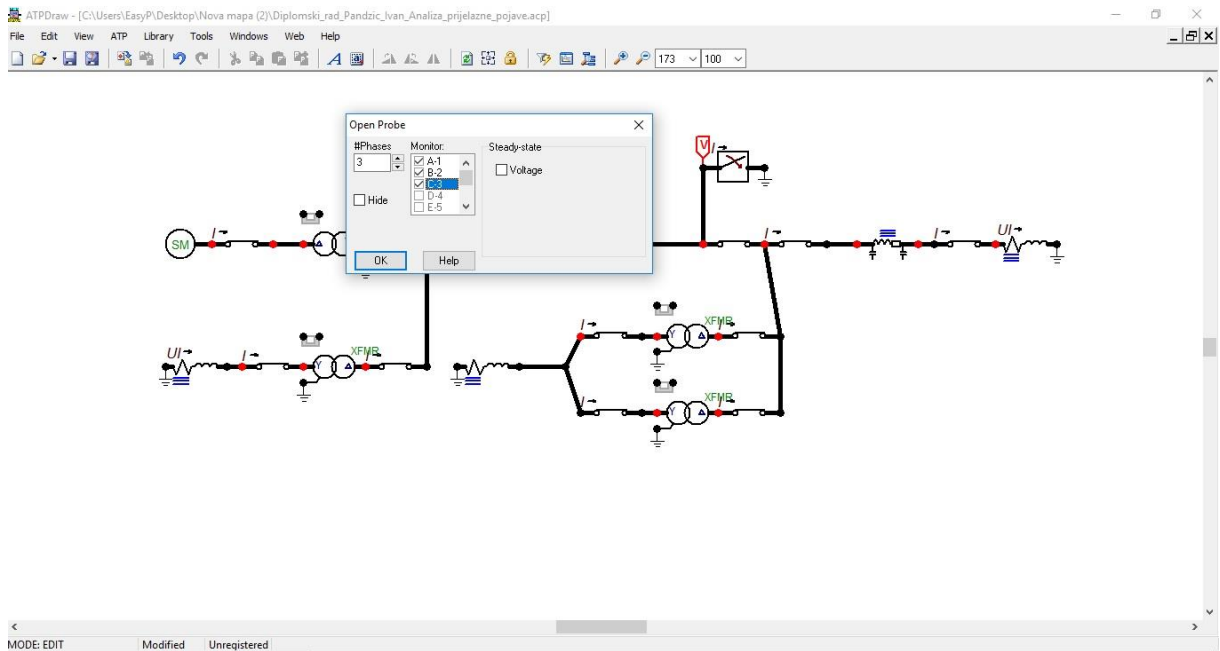 ATPDraw - [C:\Users\EasyP\Desktop\Nova mapa (2)\Diplomski_rad_Pandzic_Ivan_Analiza_prijelazne_pojave.acp]
File Edit View ATP Library Tools Windows Web Help
A 173 100
Open Probe
#Phases Monitor: Steady-state
3 A-1 Voltage
B-2
C-3
Hide D-4
E-5
OK Help
V I
SM I
I I UI
I XFMR
UI I XFMR
I XFMR
MODE: EDIT Modified Unregistered